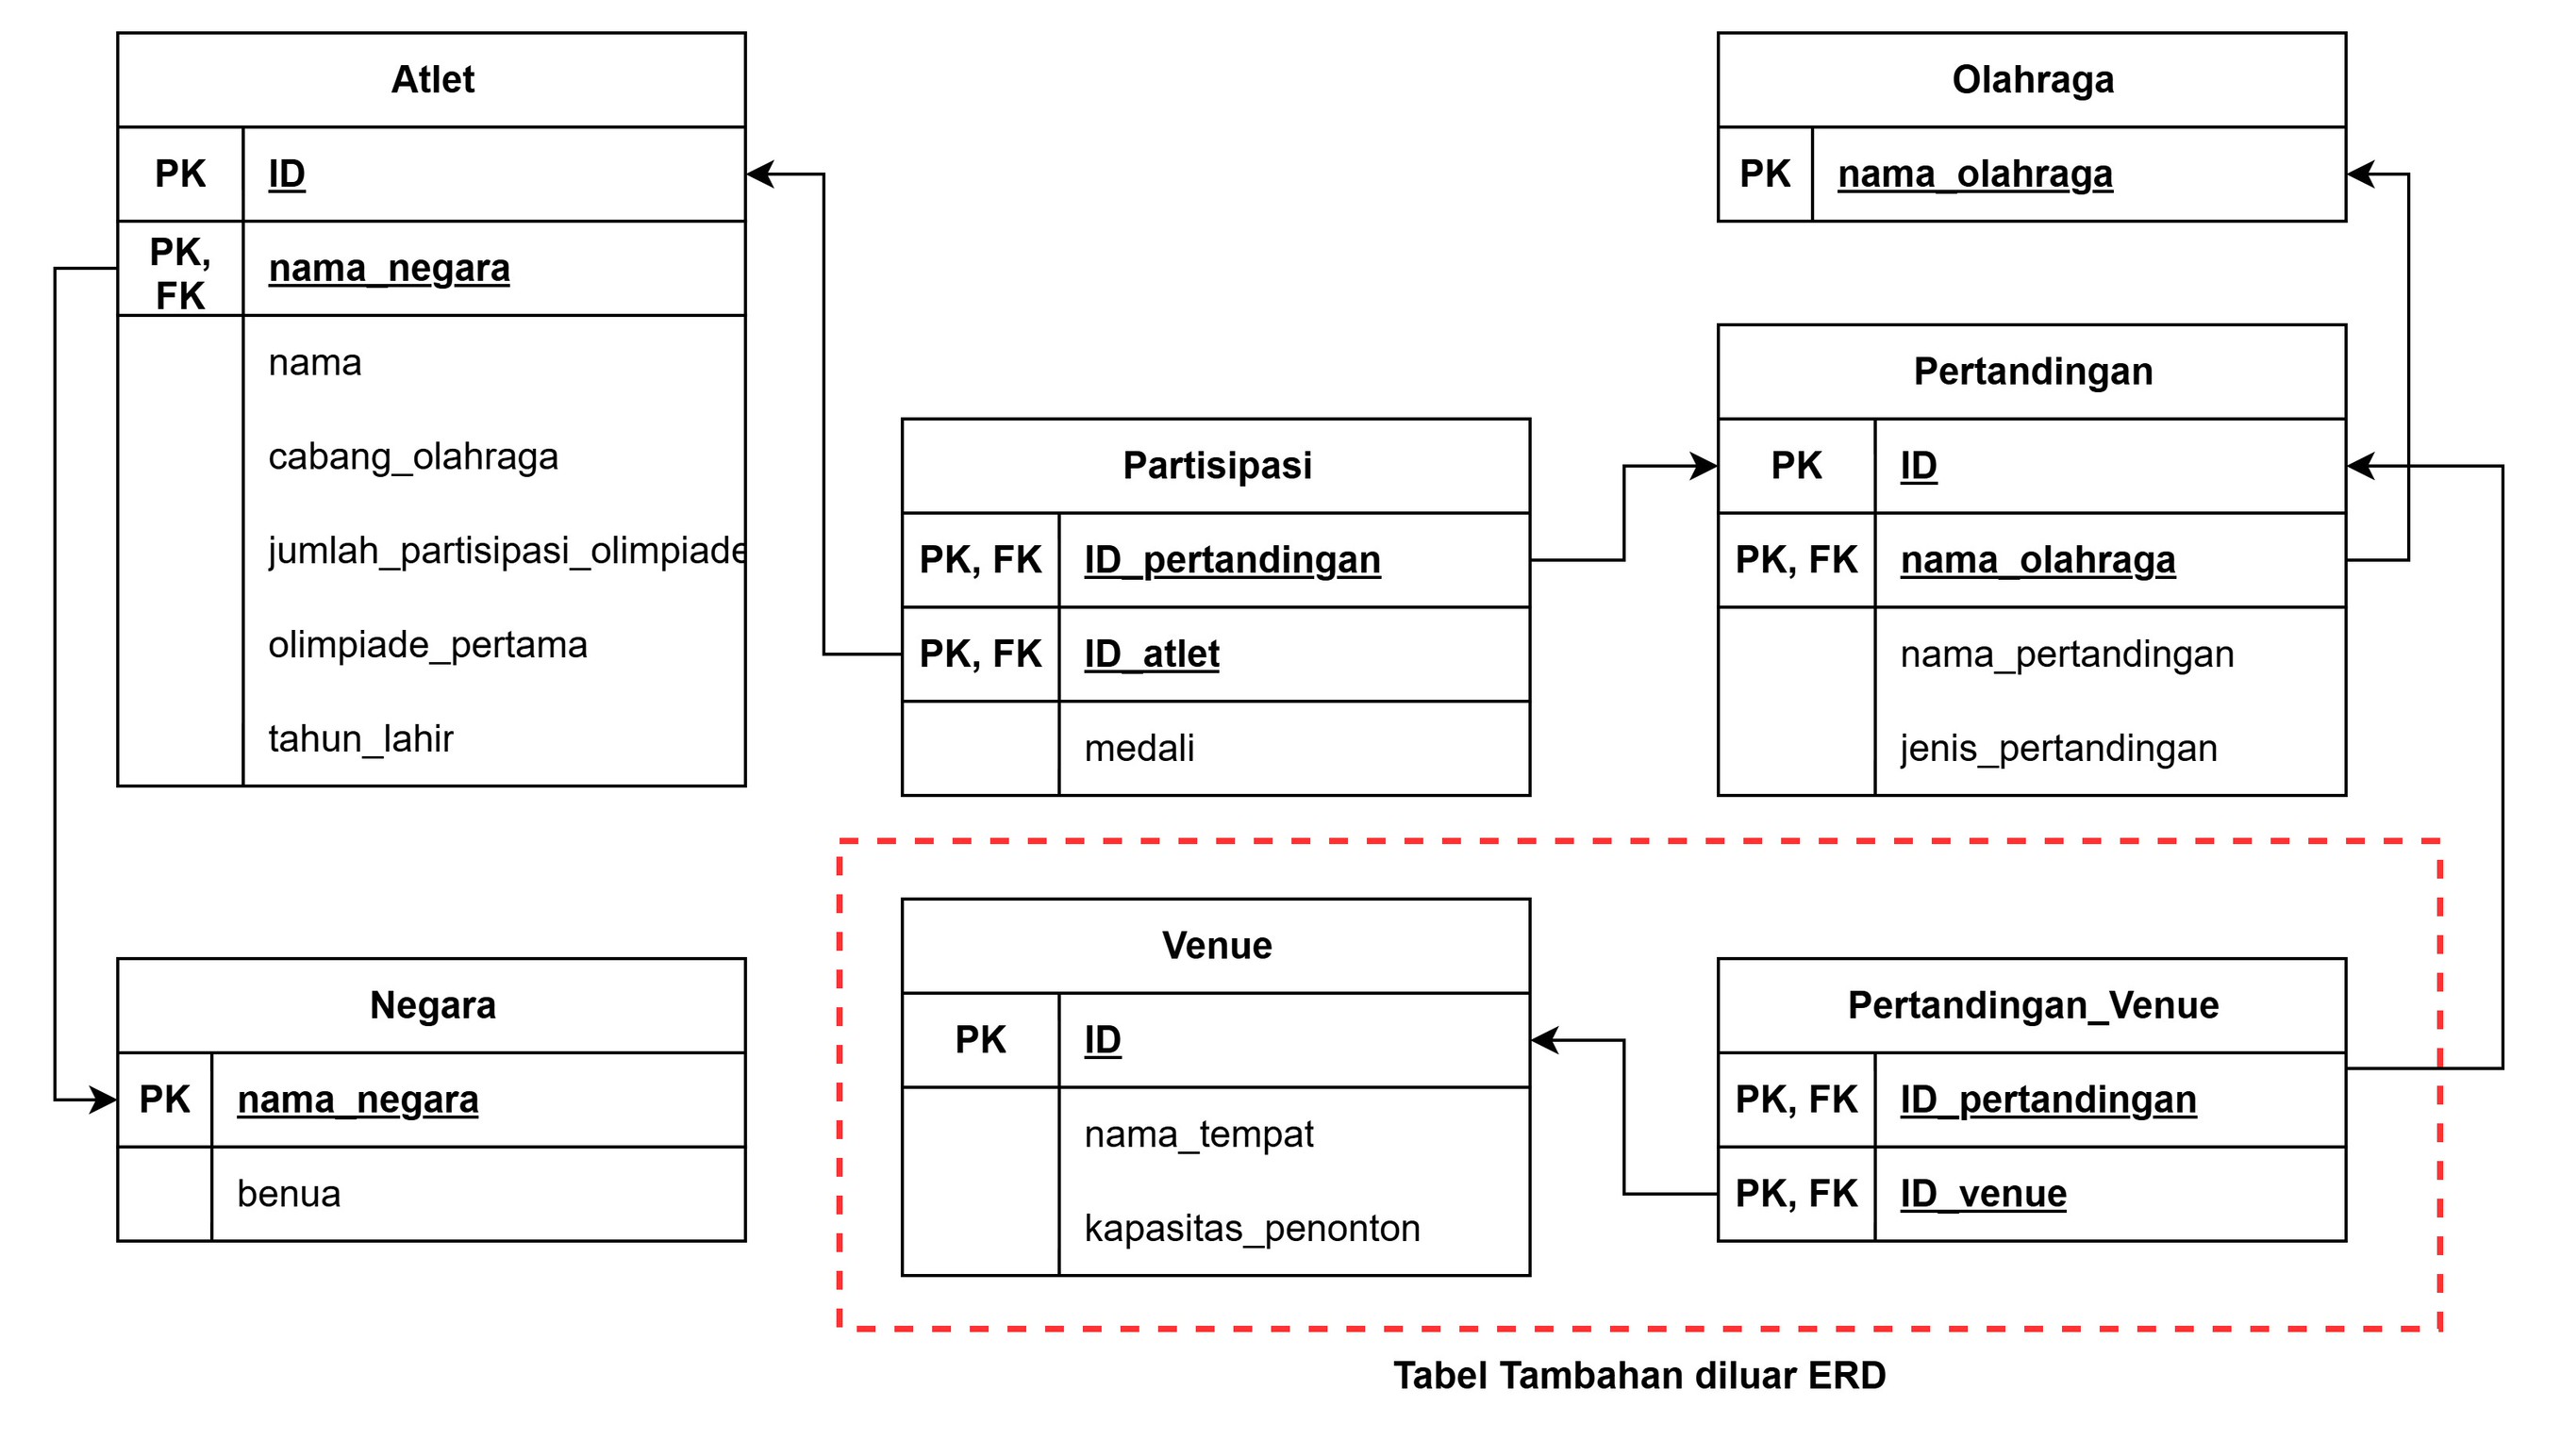 Atlet
PK ID
PK, FK nama_negara
nama
cabang_olahraga
jumlah_partisipasi_olimpiade
olimpiade_pertama
tahun_lahir
Olahraga
PK nama_olahraga
Partisipasi
PK, FK ID_pertandingan
PK, FK ID_atlet
medali
Pertandingan
PK ID
PK, FK nama_olahraga
nama_pertandingan
jenis_pertandingan
Negara
PK nama_negara
benua
Venue
PK ID
nama_tempat
kapasitas_penonton
Pertandingan_Venue
PK, FK ID_pertandingan
PK, FK ID_venue
Tabel Tambahan diluar ERD